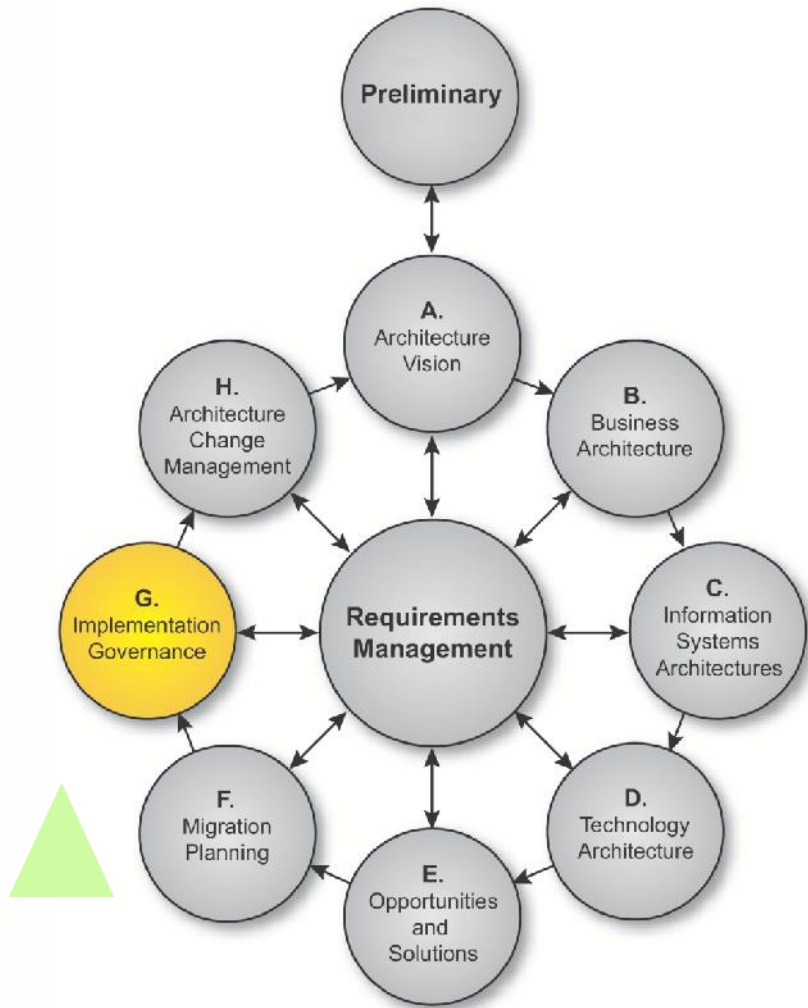 Preliminary
A.
Architecture
Vision
B.
Business
Architecture
C.
Information
Systems
Architectures
D.
Technology
Architecture
E.
Opportunities
and
Solutions
F.
Migration
Planning
G.
Implementation
Governance
H.
Architecture
Change
Management
Requirements
Management